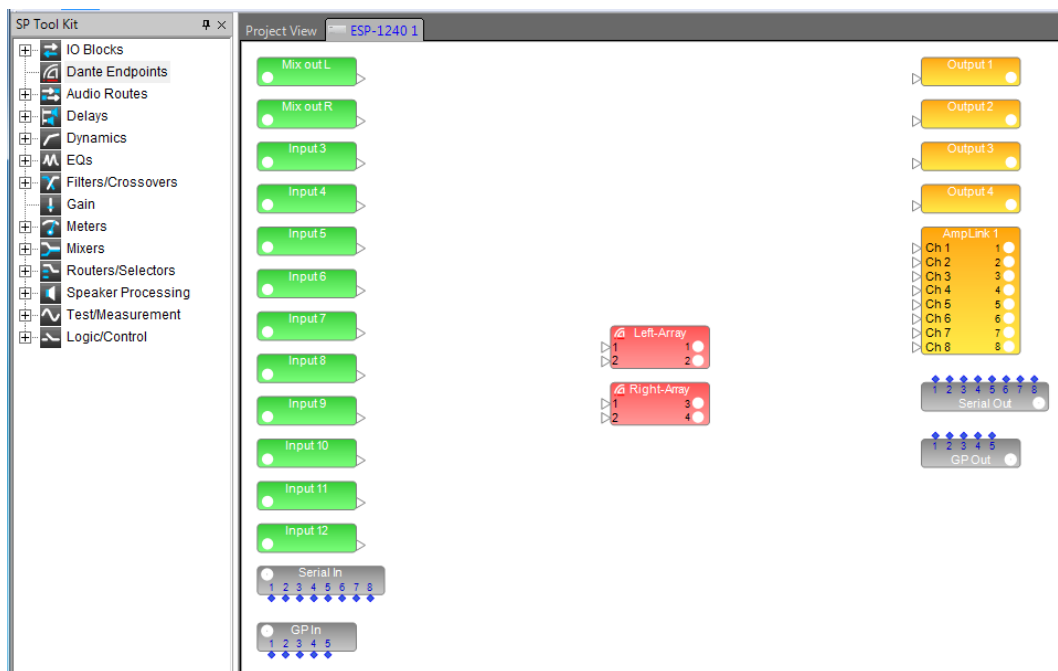 SP Tool Kit
IO Blocks
Dante Endpoints
Audio Routes
Delays
Dynamics
EQs
Filters/Crossovers
Gain
Meters
Mixers
Routers/Selectors
Speaker Processing
Test/Measurement
Logic/Control
Project View ESP-1240 1
Mix out L
Mix out R
Input 3
Input 4
Input 5
Input 6
Input 7
Input 8
Input 9
Input 10
Input 11
Input 12
Serial In
1 2 3 4 5 6 7 8
GP In
1 2 3 4 5
Left-Array
1 1
2 2
Right-Array
1 3
2 4
Output 1
Output 2
Output 3
Output 4
AmpLink 1
Ch 1 1
Ch 2 2
Ch 3 3
Ch 4 4
Ch 5 5
Ch 6 6
Ch 7 7
Ch 8 8
1 2 3 4 5 6 7 8
Serial Out
1 2 3 4 5
GP Out